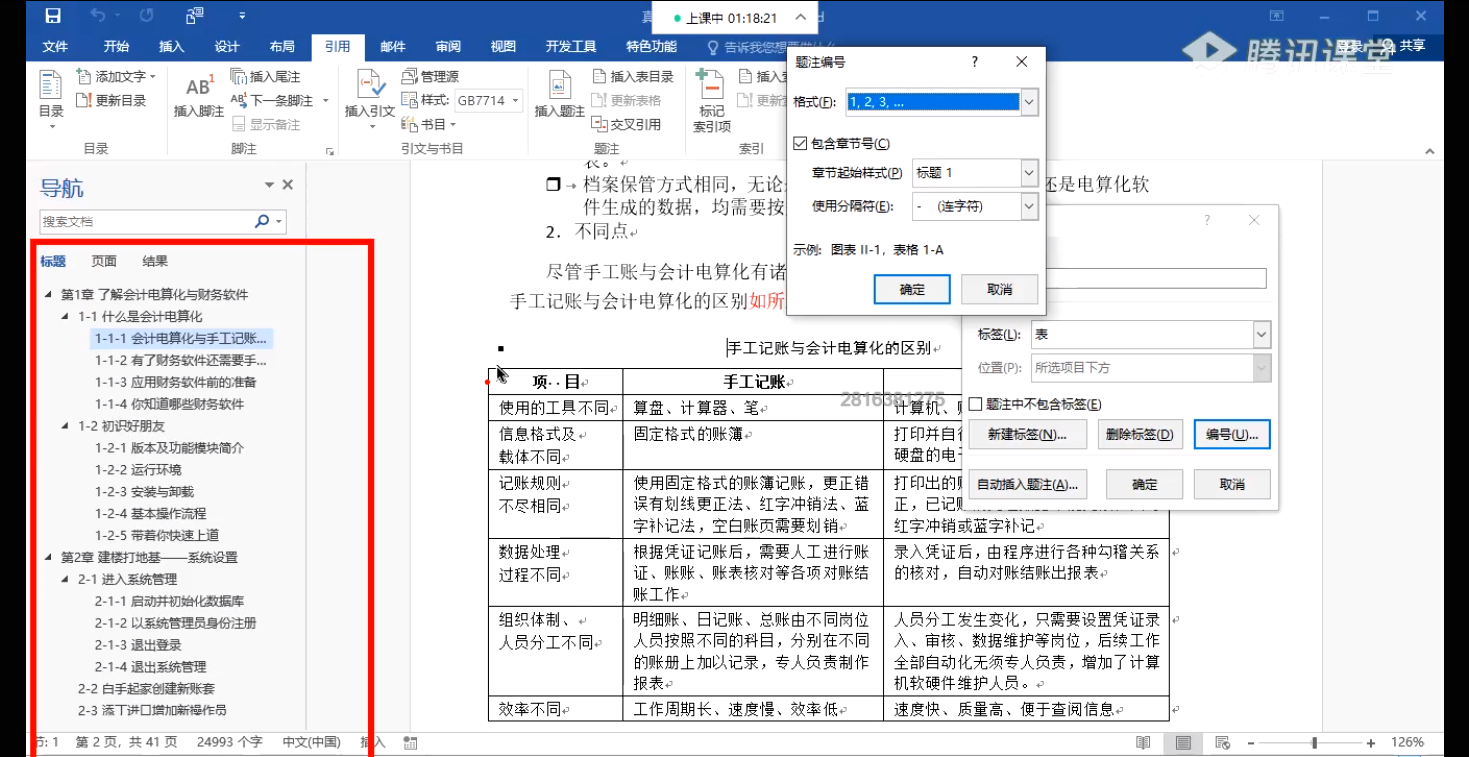 上课中 01:18:21
文件 开始 插入 设计 布局 引用 邮件 审阅 视图 开发工具 特色功能 告诉我您想要做什么... 登录 共享
腾讯课堂
目录 添加文字 更新目录
目录
AB¹ 插入脚注 插入尾注 下一条脚注 显示备注
脚注
插入引文 管理源 样式: GB7714 书目
引文与书目
插入题注 插入表目录 更新表格 交叉引用
题注
标记
索引项
索引
导航
搜索文档
标题 页面 结果
第1章 了解会计电算化与财务软件
1-1 什么是会计电算化
1-1-1 会计电算化与手工记账...
1-1-2 有了财务软件还需要手...
1-1-3 应用财务软件前的准备
1-1-4 你知道哪些财务软件
1-2 初识好朋友
1-2-1 版本及功能模块简介
1-2-2 运行环境
1-2-3 安装与卸载
1-2-4 基本操作流程
1-2-5 带着你快速上道
第2章 建楼打地基——系统设置
2-1 进入系统管理
2-1-1 启动并初始化数据库
2-1-2 以系统管理员身份注册
2-1-3 退出登录
2-1-4 退出系统管理
2-2 白手起家创建新账套
2-3 添丁进口增加新操作员
档案保管方式相同，无论 还是电算化软
件生成的数据，均需要按
2. 不同点
尽管手工账与会计电算化有诸
手工记账与会计电算化的区别如所
手工记账与会计电算化的区别
项 目 手工记账
使用的工具不同 算盘、计算器、笔 计算机、
信息格式及
载体不同
固定格式的账簿
打印并自
硬盘的电
记账规则
不尽相同
使用固定格式的账簿记账，更正错
误有划线更正法、红字冲销法、蓝
字补记法，空白账页需要划销
打印出的
正，已记
红字冲销或蓝字补记
数据处理
过程不同
根据凭证记账后，需要人工进行账
证、账账、账表核对等各项对账结
账工作
录入凭证后，由程序进行各种勾稽关系
的核对，自动对账结账出报表
组织体制、
人员分工不同
明细账、日记账、总账由不同岗位
人员按照不同的科目，分别在不同
的账册上加以记录，专人负责制作
报表
人员分工发生变化，只需要设置凭证录
入、审核、数据维护等岗位，后续工作
全部自动化无须专人负责，增加了计算
机软硬件维护人员。
效率不同 工作周期长、速度慢、效率低 速度快、质量高、便于查阅信息
2816381275
题注编号 ?
格式(F): 1, 2, 3, ...
包含章节号(C)
章节起始样式(P) 标题 1
使用分隔符(E): - (连字符)
示例: 图表 II-1, 表格 1-A
确定 取消
?
标签(L): 表
位置(P): 所选项目下方
题注中不包含标签(E)
新建标签(N)... 删除标签(D) 编号(U)...
自动插入题注(A)... 确定 取消
节: 1 第 2 页，共 41 页 24993 个字 中文(中国) 插入 126%